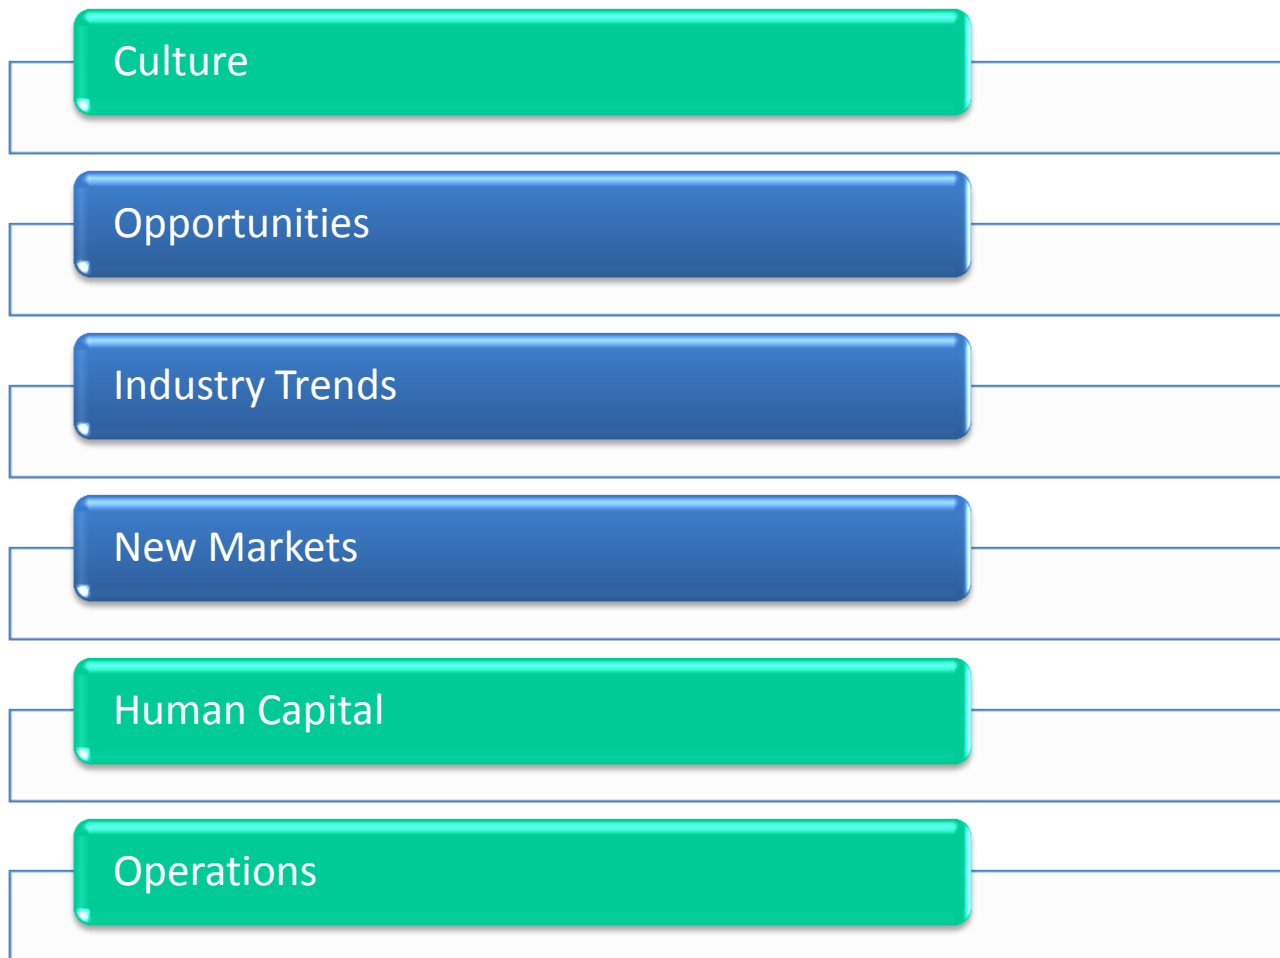 Culture
Opportunities
Industry Trends
New Markets
Human Capital
Operations